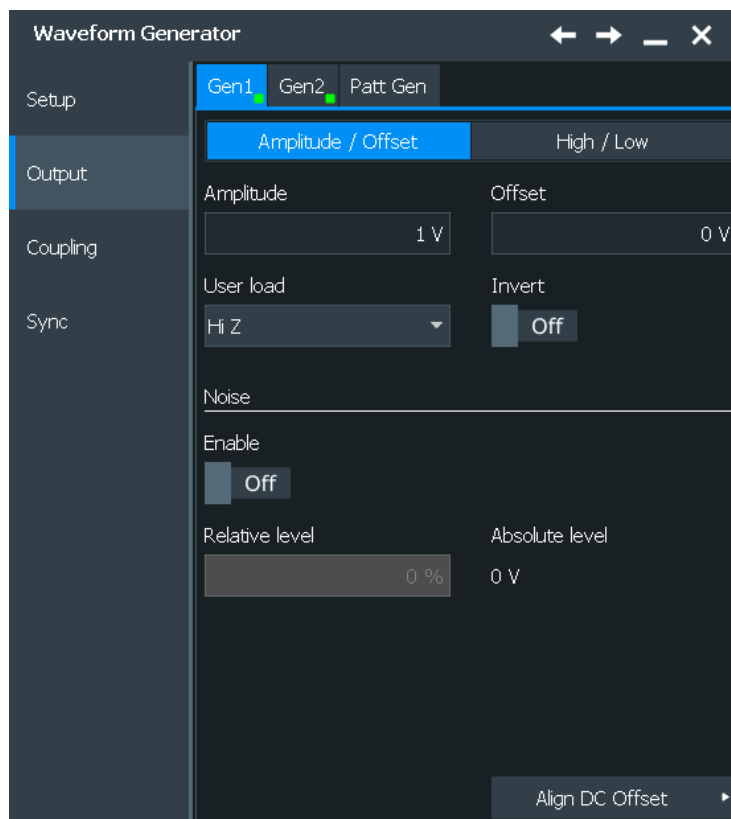 Waveform Generator
Setup
Output
Coupling
Sync
Gen1 Gen2 Patt Gen
Amplitude / Offset High / Low
Amplitude Offset
1 V 0 V
User load Invert
Hi Z Off
Noise
Enable
Off
Relative level Absolute level
0 % 0 V
Align DC Offset